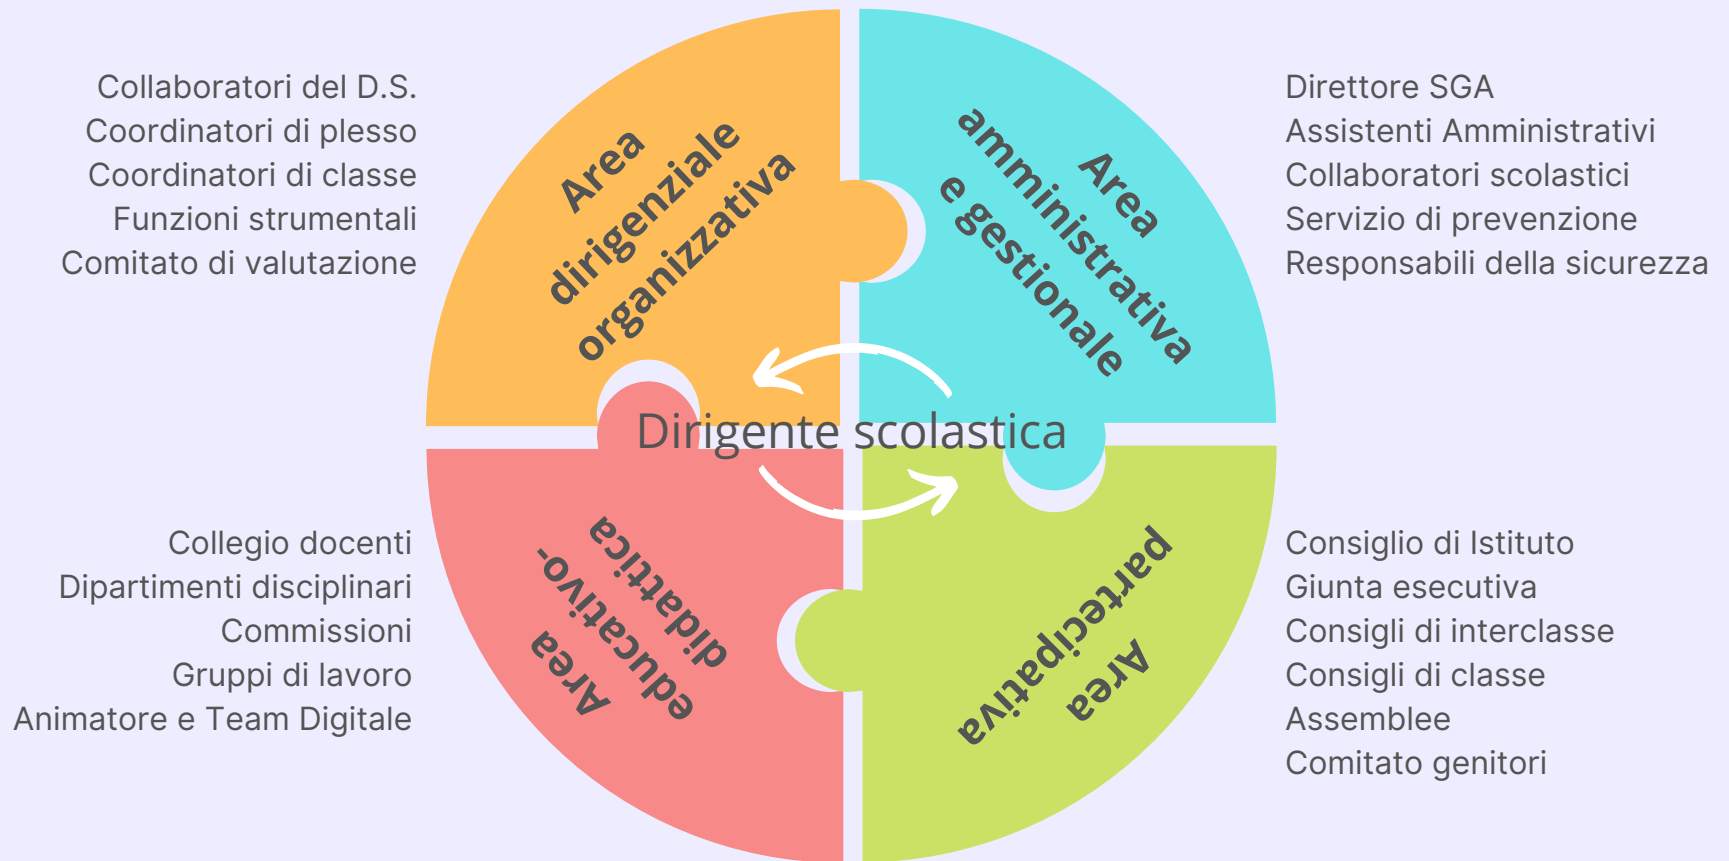 Collaboratori del D.S.
Coordinatori di plesso
Coordinatori di classe
Funzioni strumentali
Comitato di valutazione
Area
dirigenziale
organizzativa
Area
amministrativa
e gestionale
Direttore SGA
Assistenti Amministrativi
Collaboratori scolastici
Servizio di prevenzione
Responsabili della sicurezza
Dirigente scolastica
Collegio docenti
Dipartimenti disciplinari
Commissioni
Gruppi di lavoro
Animatore e Team Digitale
Area
educativo-
didattica
Area
partecipativa
Consiglio di Istituto
Giunta esecutiva
Consigli di interclasse
Consigli di classe
Assemblee
Comitato genitori